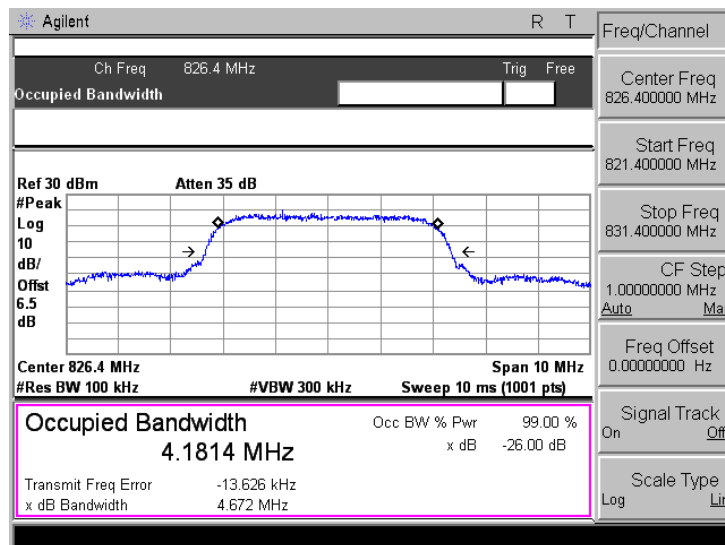 Agilent R T
Ch Freq 826.4 MHz Trig Free
Occupied Bandwidth
Ref 30 dBm Atten 35 dB
#Peak
Log
10
dB/
Offst
6.5
dB
Center 826.4 MHz Span 10 MHz
#Res BW 100 kHz #VBW 300 kHz Sweep 10 ms (1001 pts)
Occupied Bandwidth
4.1814 MHz
Occ BW % Pwr 99.00 %
x dB -26.00 dB
Transmit Freq Error -13.626 kHz
x dB Bandwidth 4.672 MHz
Freq/Channel
Center Freq
826.400000 MHz
Start Freq
821.400000 MHz
Stop Freq
831.400000 MHz
CF Step
1.00000000 MHz
Auto Ma
Freq Offset
0.00000000 Hz
Signal Track
On Off
Scale Type
Log Lin